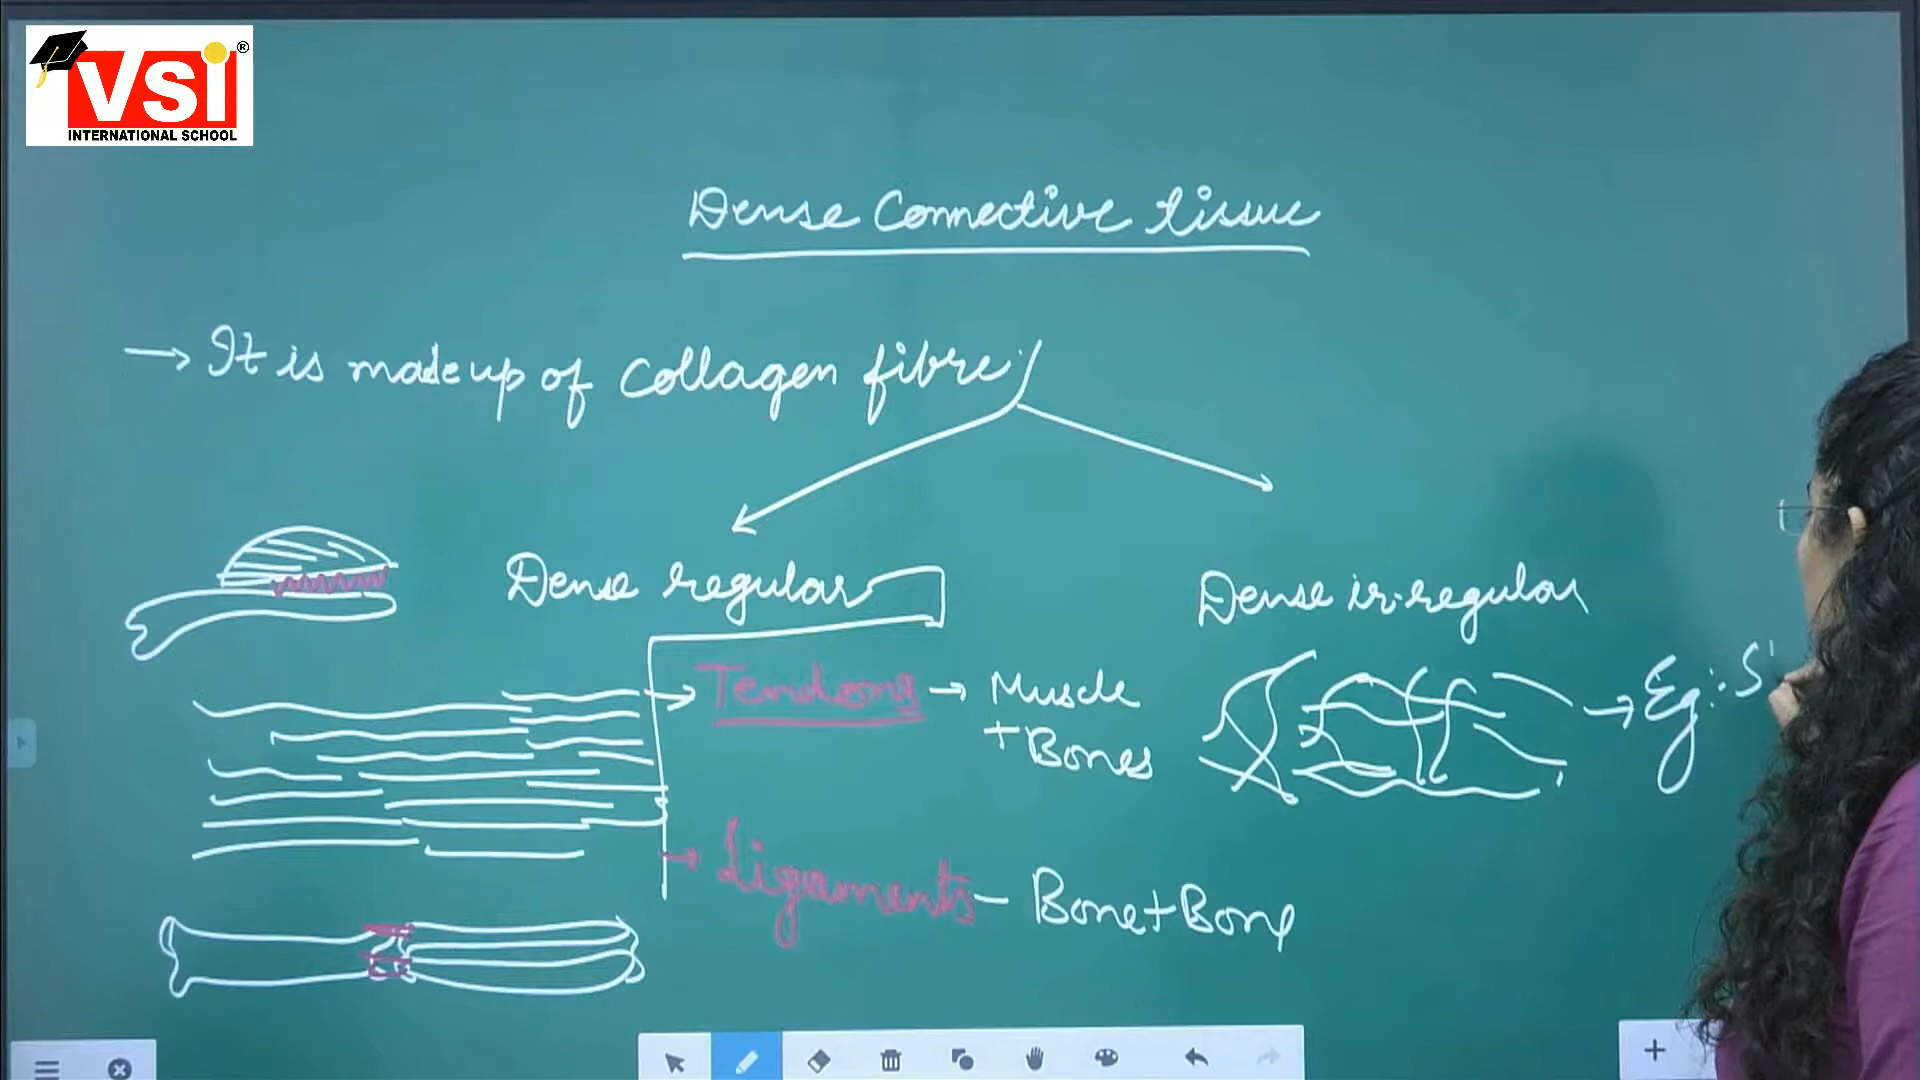 VSI®
INTERNATIONAL SCHOOL
Dense Connective tissue
→ It is made up of collagen fibre
Dense regular
Dense ir-regular
→ Tendons → Muscle
+ Bones
→ Eg:- S
→ Ligaments - Bone+Bone